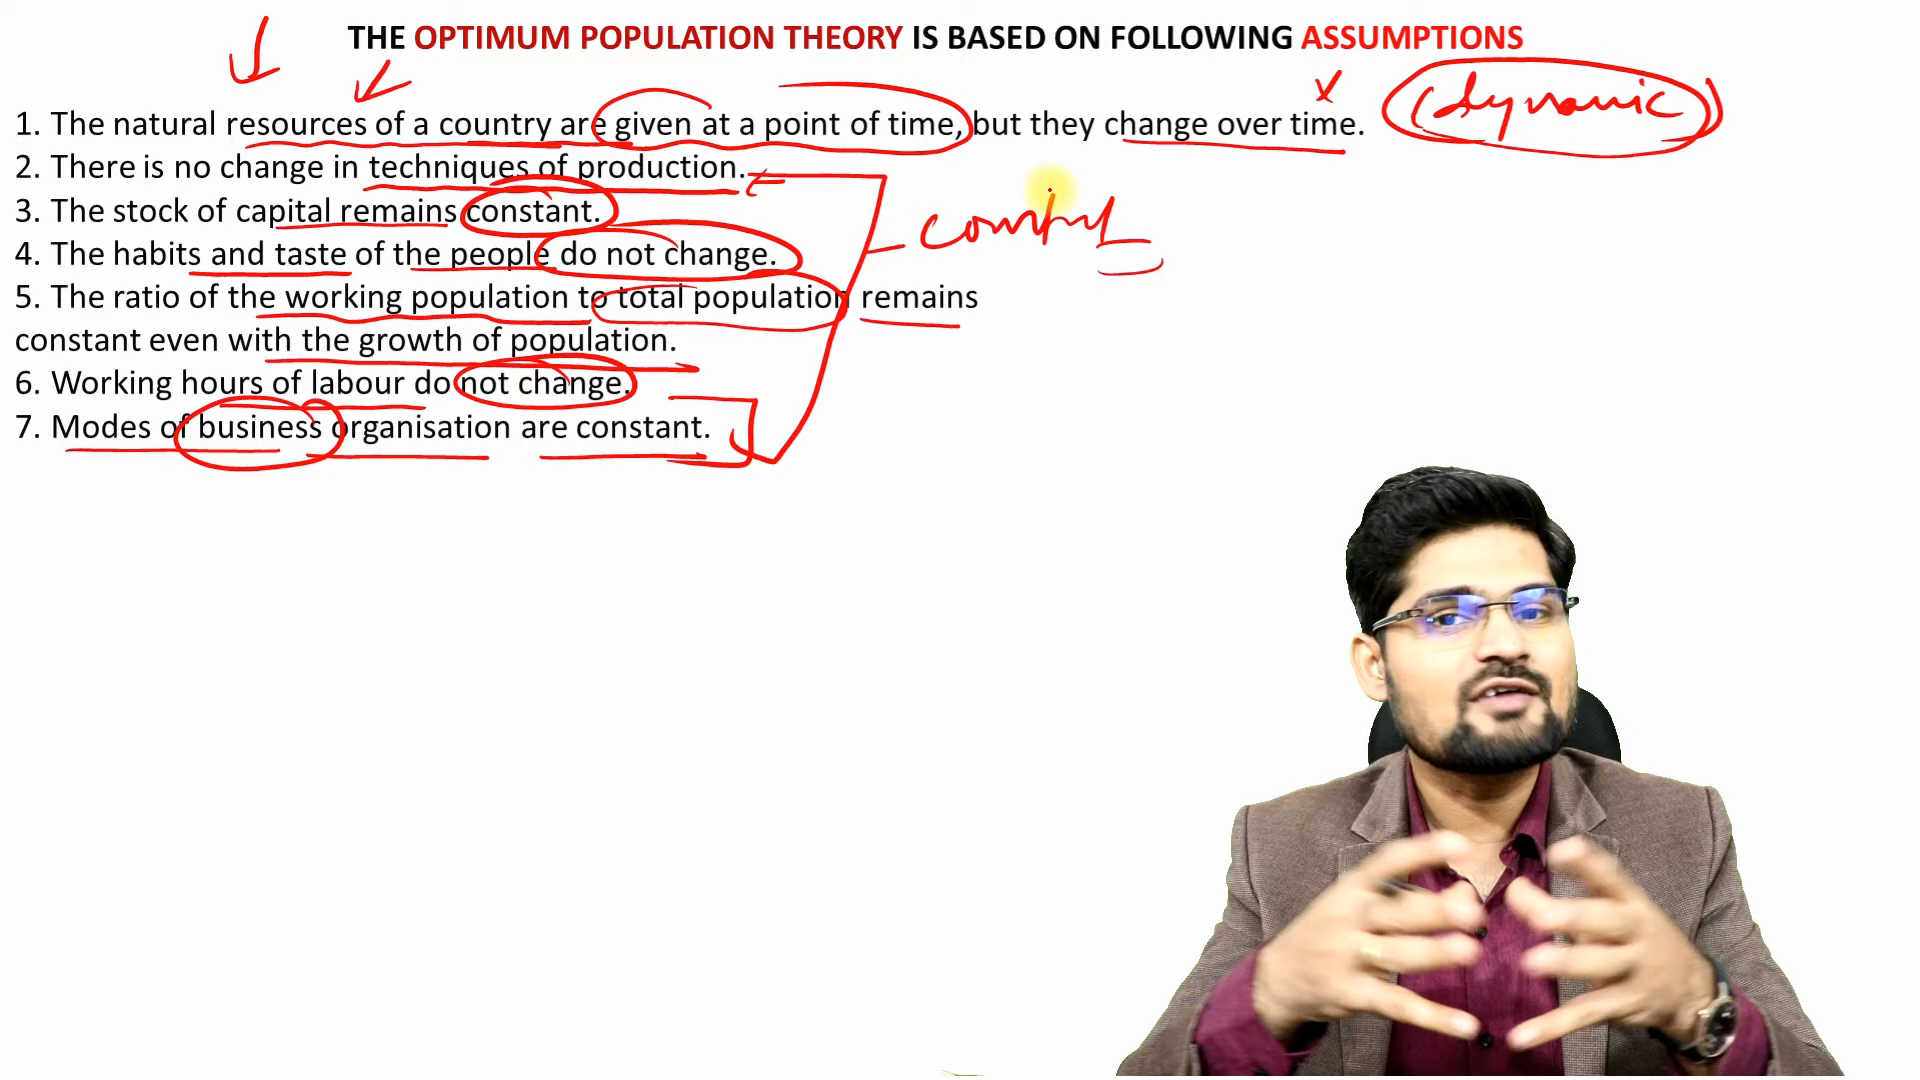 THE OPTIMUM POPULATION THEORY IS BASED ON FOLLOWING ASSUMPTIONS
1. The natural resources of a country are given at a point of time, but they change over time. (dynamic)
2. There is no change in techniques of production.
3. The stock of capital remains constant.
4. The habits and taste of the people do not change.
5. The ratio of the working population to total population remains
constant even with the growth of population.
6. Working hours of labour do not change.
7. Modes of business organisation are constant.